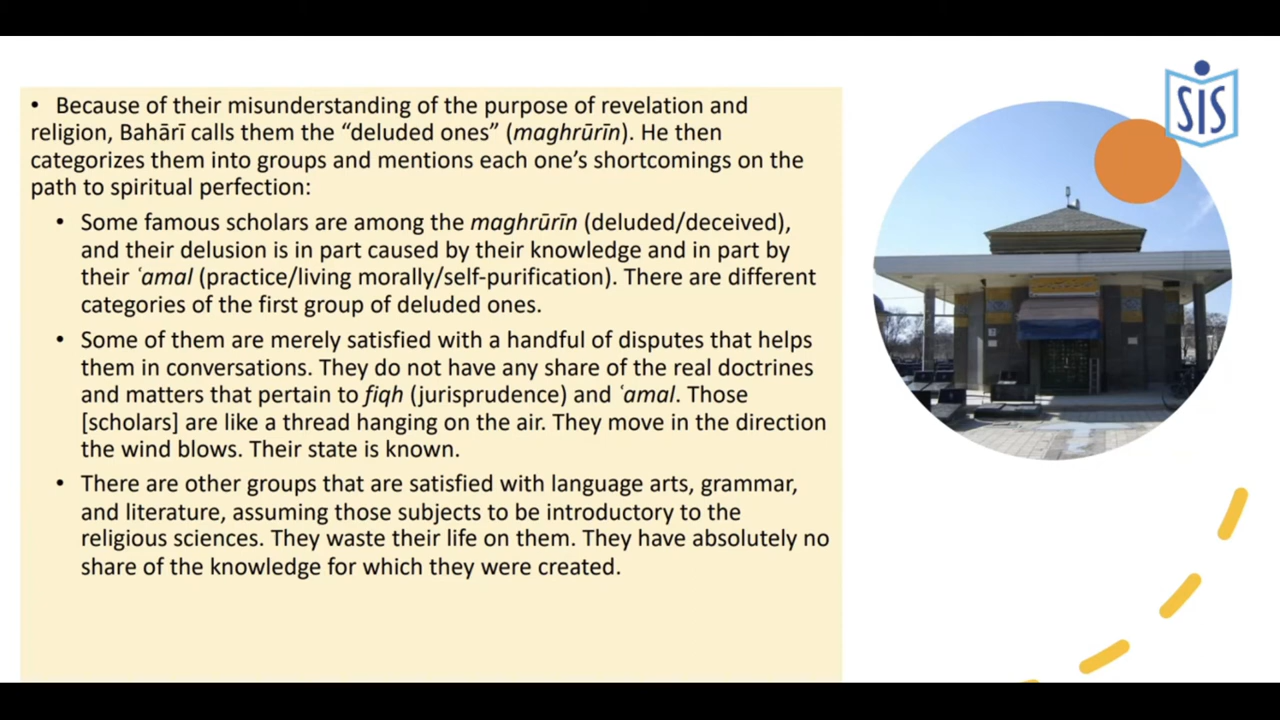 SIS
• Because of their misunderstanding of the purpose of revelation and
religion, Bahārī calls them the “deluded ones” (maghrūrīn). He then
categorizes them into groups and mentions each one’s shortcomings on the
path to spiritual perfection:
• Some famous scholars are among the maghrūrīn (deluded/deceived),
and their delusion is in part caused by their knowledge and in part by
their ʿamal (practice/living morally/self-purification). There are different
categories of the first group of deluded ones.
• Some of them are merely satisfied with a handful of disputes that helps
them in conversations. They do not have any share of the real doctrines
and matters that pertain to fiqh (jurisprudence) and ʿamal. Those
[scholars] are like a thread hanging on the air. They move in the direction
the wind blows. Their state is known.
• There are other groups that are satisfied with language arts, grammar,
and literature, assuming those subjects to be introductory to the
religious sciences. They waste their life on them. They have absolutely no
share of the knowledge for which they were created.